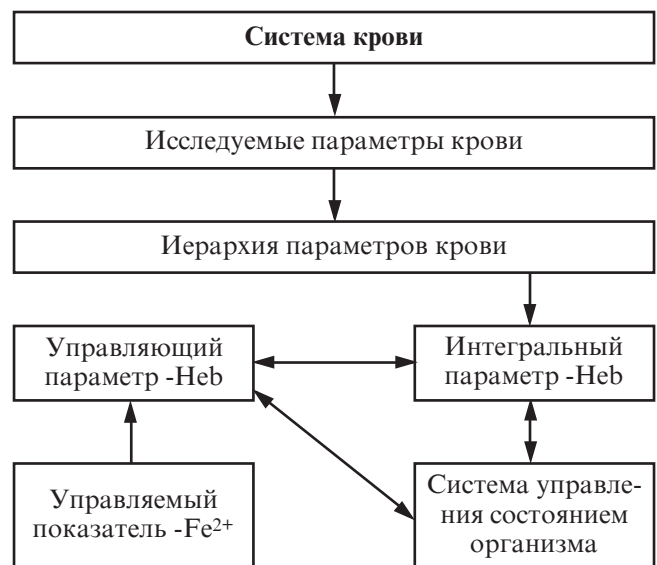 Система крови
Исследуемые параметры крови
Иерархия параметров крови
Управляющий
параметр -Heb
Интегральный
параметр -Heb
Управляемый
показатель -Fe²⁺
Система управле-
ния состоянием
организма